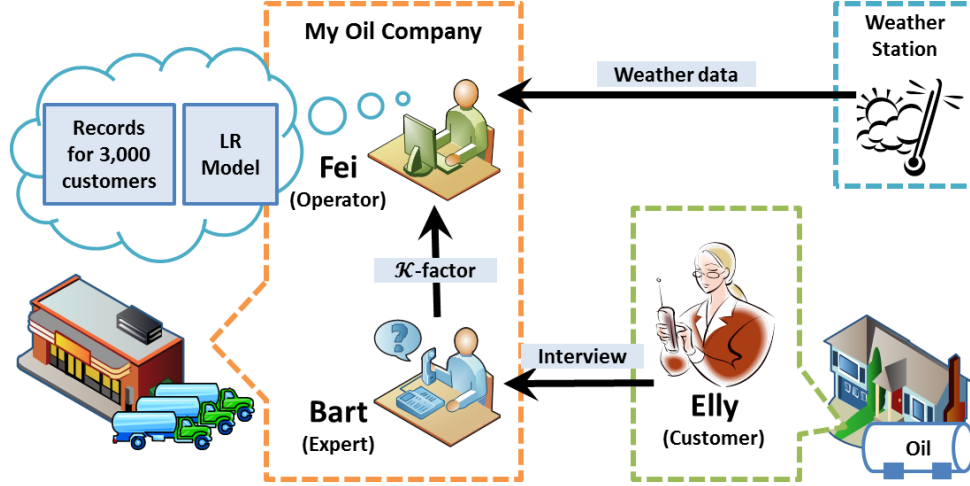 My Oil Company
Weather
Station
Weather data
Records
for 3,000
customers
LR
Model
Fei
(Operator)
𝒦-factor
?
Interview
Bart
(Expert)
Elly
(Customer)
Oil